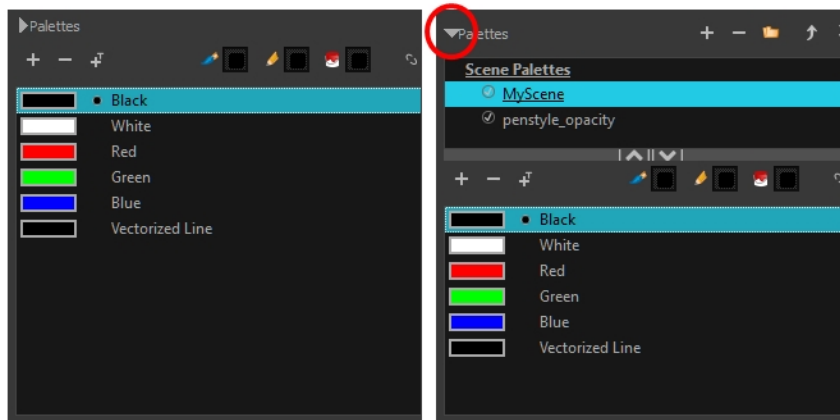 Palettes
Black
White
Red
Green
Blue
Vectorized Line
Palettes
Scene Palettes
MyScene
penstyle_opacity
Black
White
Red
Green
Blue
Vectorized Line